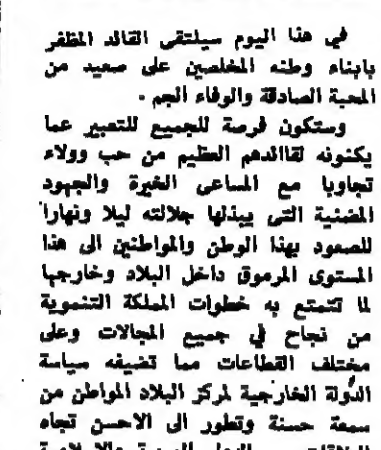 في هذا اليوم سيلتقى القائد المظفر
بابناء وطنه المخلصين على صعيد من
المحبة الصادقة والوفاء الجم .
وستكون فرصة للجميع للتعبير عما
يكنونه لقائدهم العظيم من حب وولاء
تجاوبا مع المساعى الخيرة والجهود
المضنية التي يبذلها جلالته ليلا ونهارا
للصعود بهذا الوطن والمواطنين الى هذا
المستوى المرموق داخل البلاد وخارجها
لما تتمتع به خطوات المملكة التنموية
من نجاح في جميع المجالات وعلى
مختلف القطاعات مما تضيفه سياسة
الدولة الخارجية لمركز البلاد المواطن من
سمعة حسنة وتطور الى الاحسن تجاه